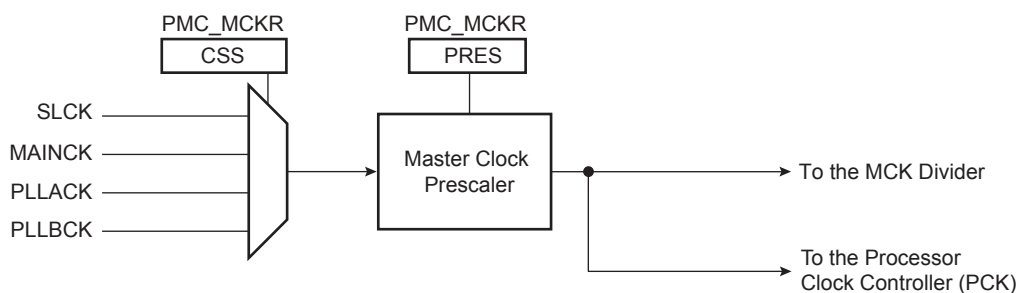 PMC_MCKR
PMC_MCKR
CSS
PRES
SLCK
MAINCK
PLLACK
PLLBCK
Master Clock
Prescaler
To the MCK Divider
To the Processor
Clock Controller (PCK)